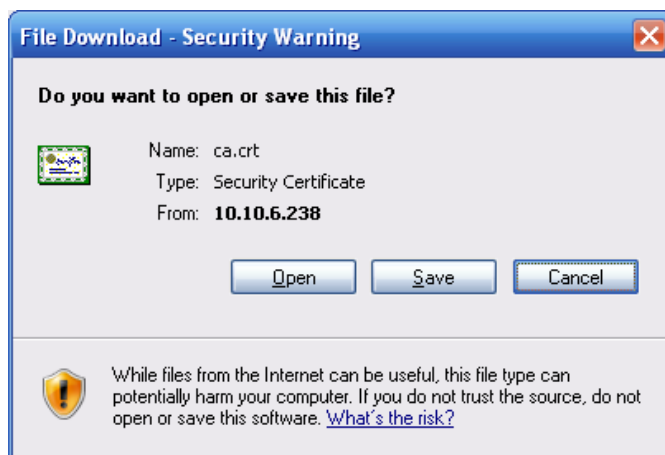 File Download - Security Warning
Do you want to open or save this file?
Name: ca.crt
Type: Security Certificate
From: 10.10.6.238
Open Save Cancel
While files from the Internet can be useful, this file type can
potentially harm your computer. If you do not trust the source, do not
open or save this software. What's the risk?